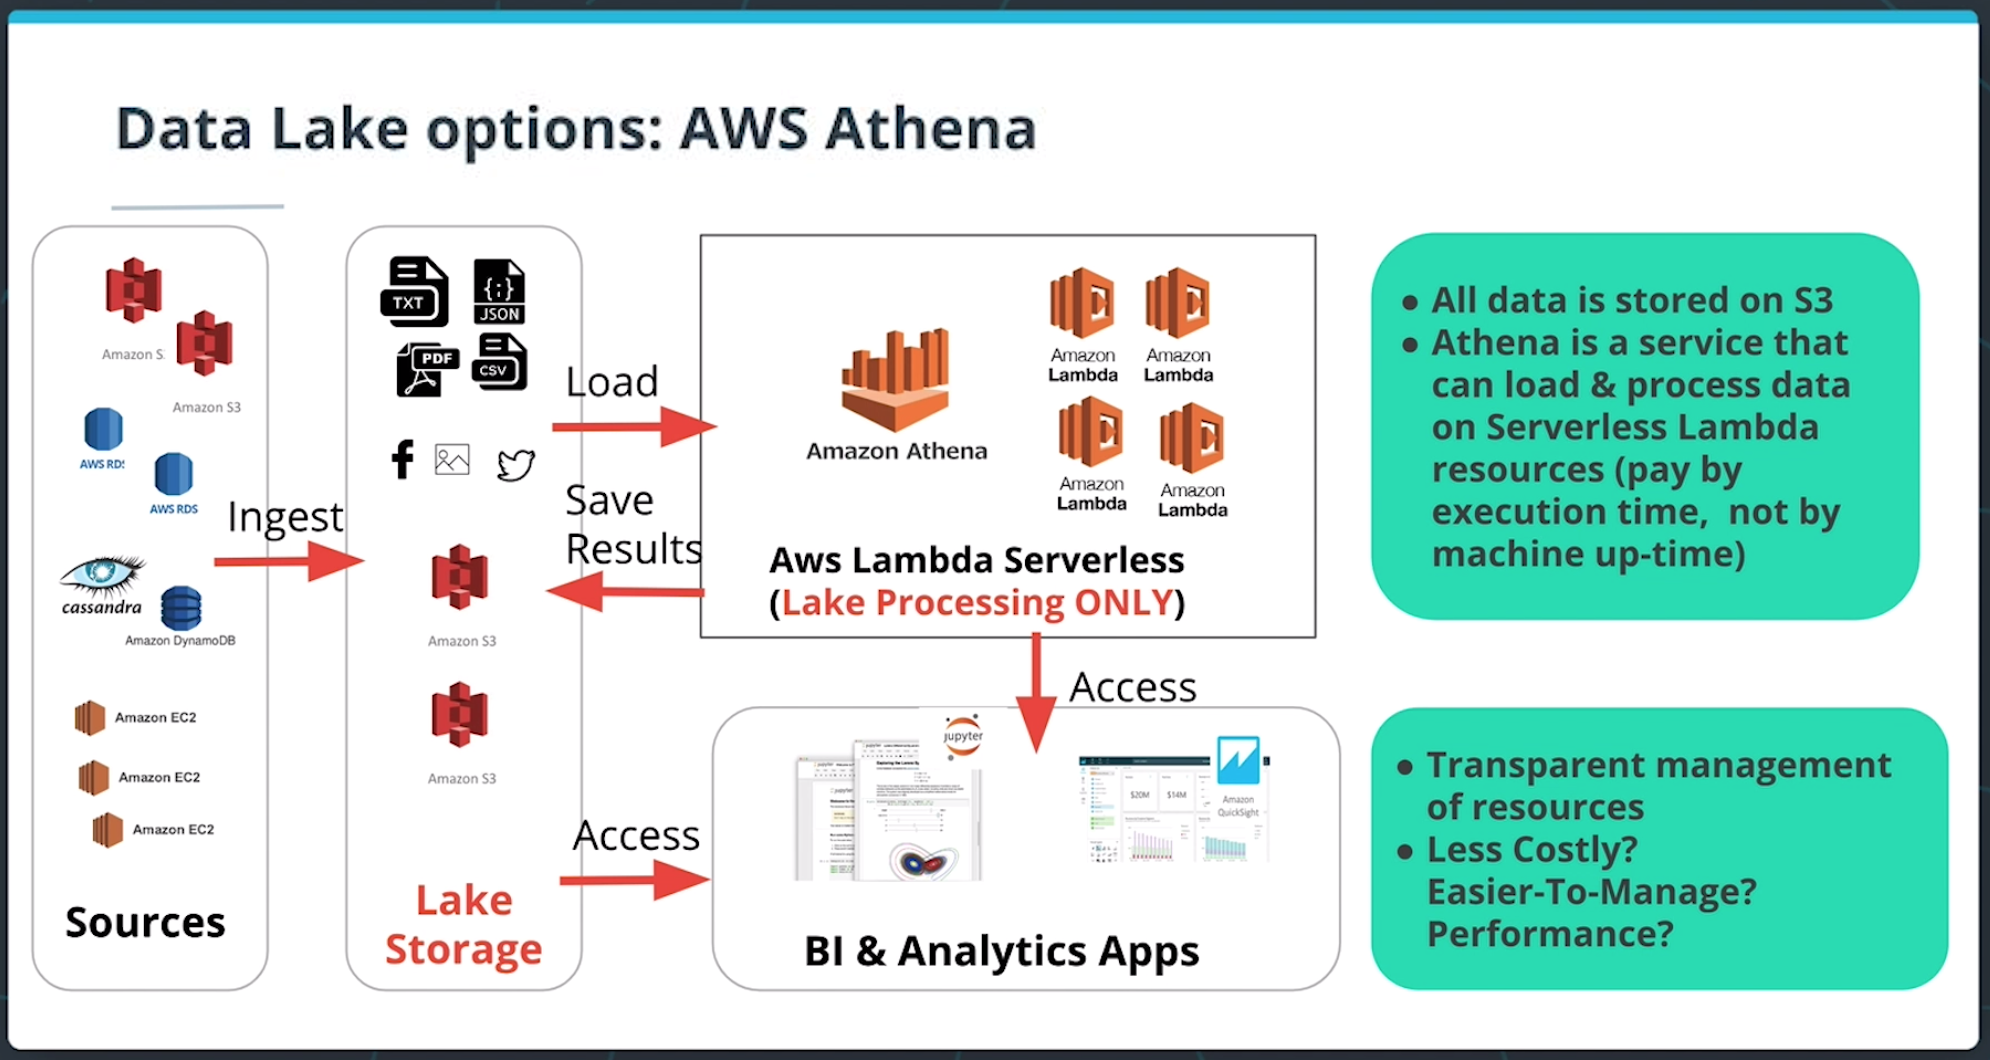 Data Lake options: AWS Athena
Amazon S
Amazon S3
AWS RDS
AWS RDS
cassandra
Amazon DynamoDB
Amazon EC2
Amazon EC2
Amazon EC2
Sources
Ingest
TXT
{;}
JSON
PDF
CSV
Amazon S3
Amazon S3
Lake
Storage
Load
Save
Results
Access
Amazon Athena
Amazon
Lambda
Amazon
Lambda
Amazon
Lambda
Amazon
Lambda
Aws Lambda Serverless
(Lake Processing ONLY)
Access
jupyter
$20M
$14M
Amazon
QuickSight
BI & Analytics Apps
● All data is stored on S3
● Athena is a service that
can load & process data
on Serverless Lambda
resources (pay by
execution time, not by
machine up-time)
● Transparent management
of resources
● Less Costly?
Easier-To-Manage?
Performance?